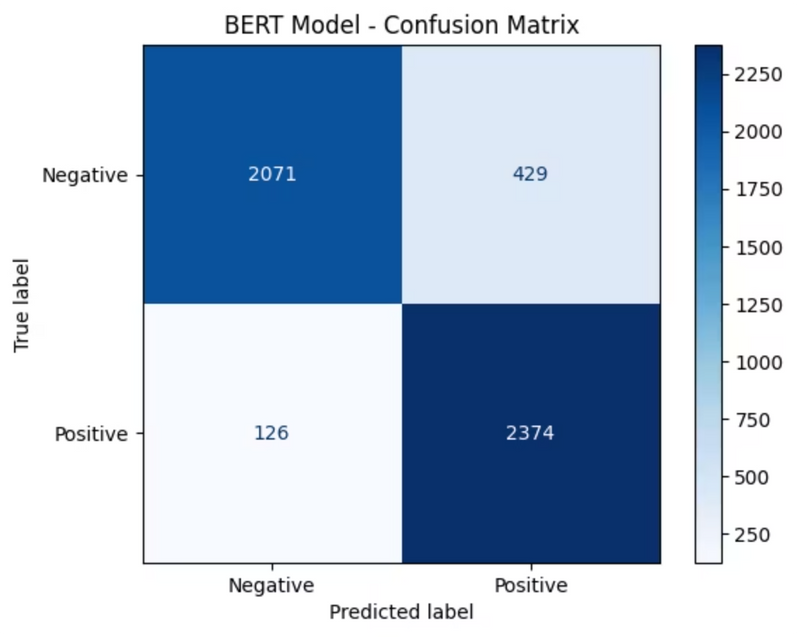 BERT Model - Confusion Matrix
Negative
Positive
True label
2071
429
126
2374
Negative
Positive
Predicted label
2250
2000
1750
1500
1250
1000
750
500
250